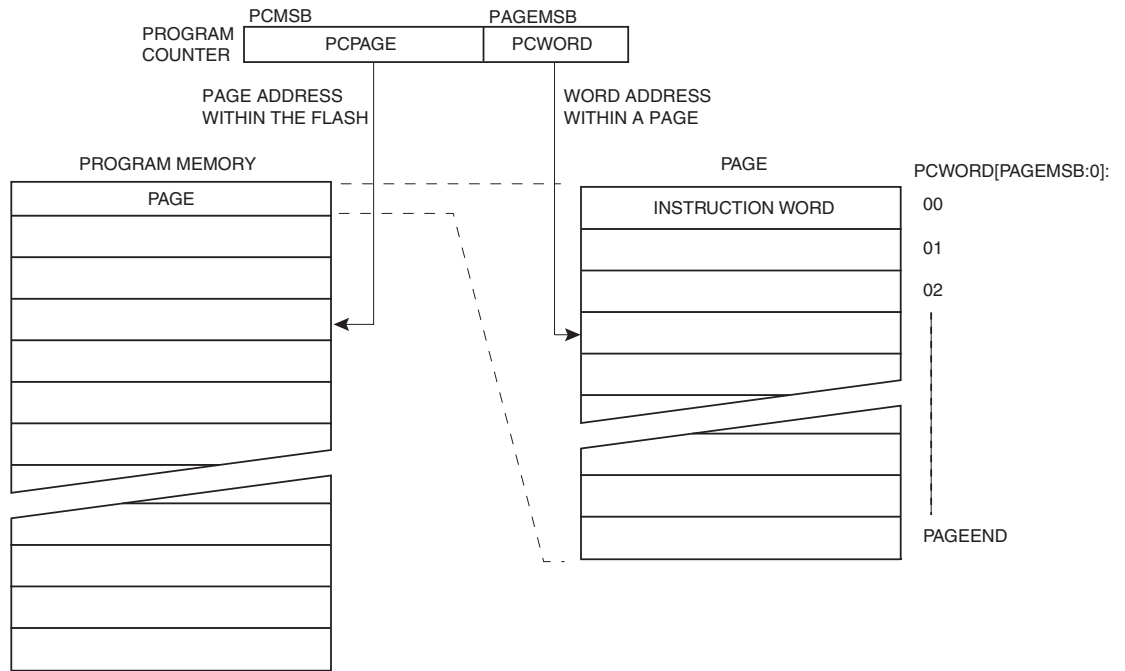 PCMSB PAGEMSB
PROGRAM
COUNTER
PCPAGE PCWORD
PAGE ADDRESS
WITHIN THE FLASH
WORD ADDRESS
WITHIN A PAGE
PROGRAM MEMORY
PAGE
PAGE
INSTRUCTION WORD
PCWORD[PAGEMSB:0]:
00
01
02
PAGEEND